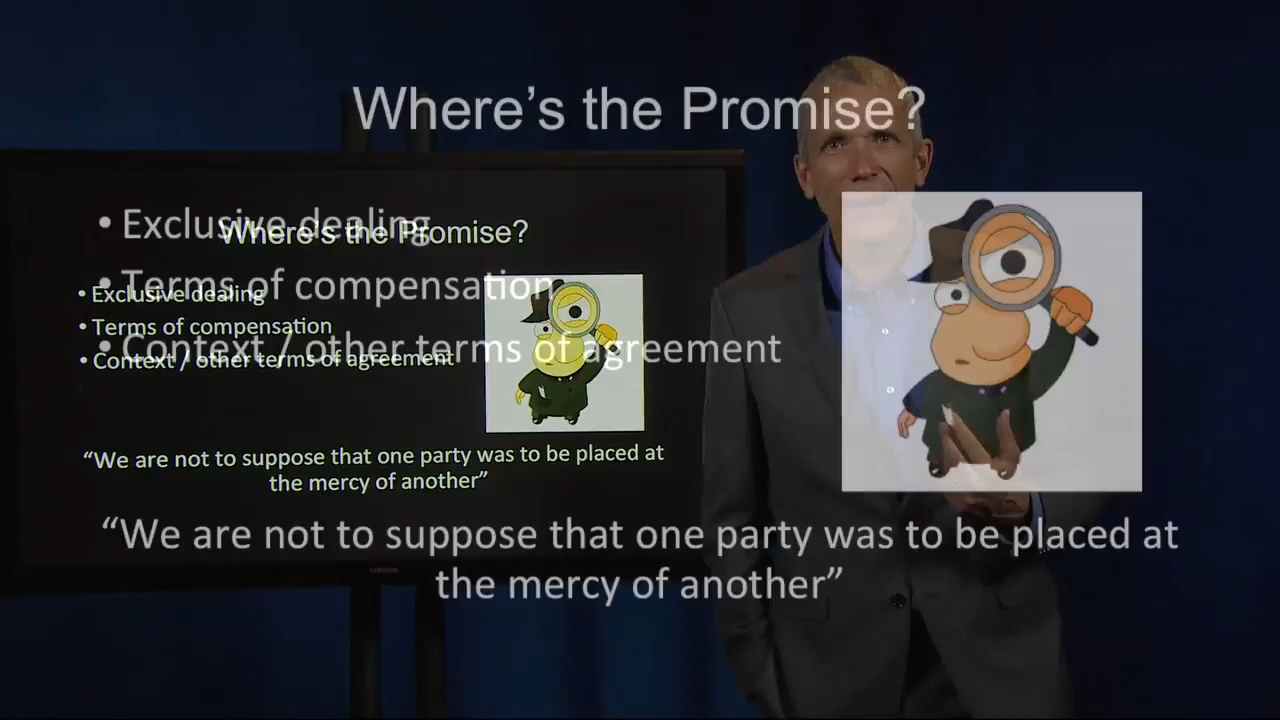 Where's the Promise?
• Exclusive dealing
• Terms of compensation
• Context / other terms of agreement
“We are not to suppose that one party was to be placed at
the mercy of another”
Where's the Promise?
• Exclusive dealing
• Terms of compensation
• Context / other terms of agreement
“We are not to suppose that one party was to be placed at
the mercy of another”
SAMSUNG